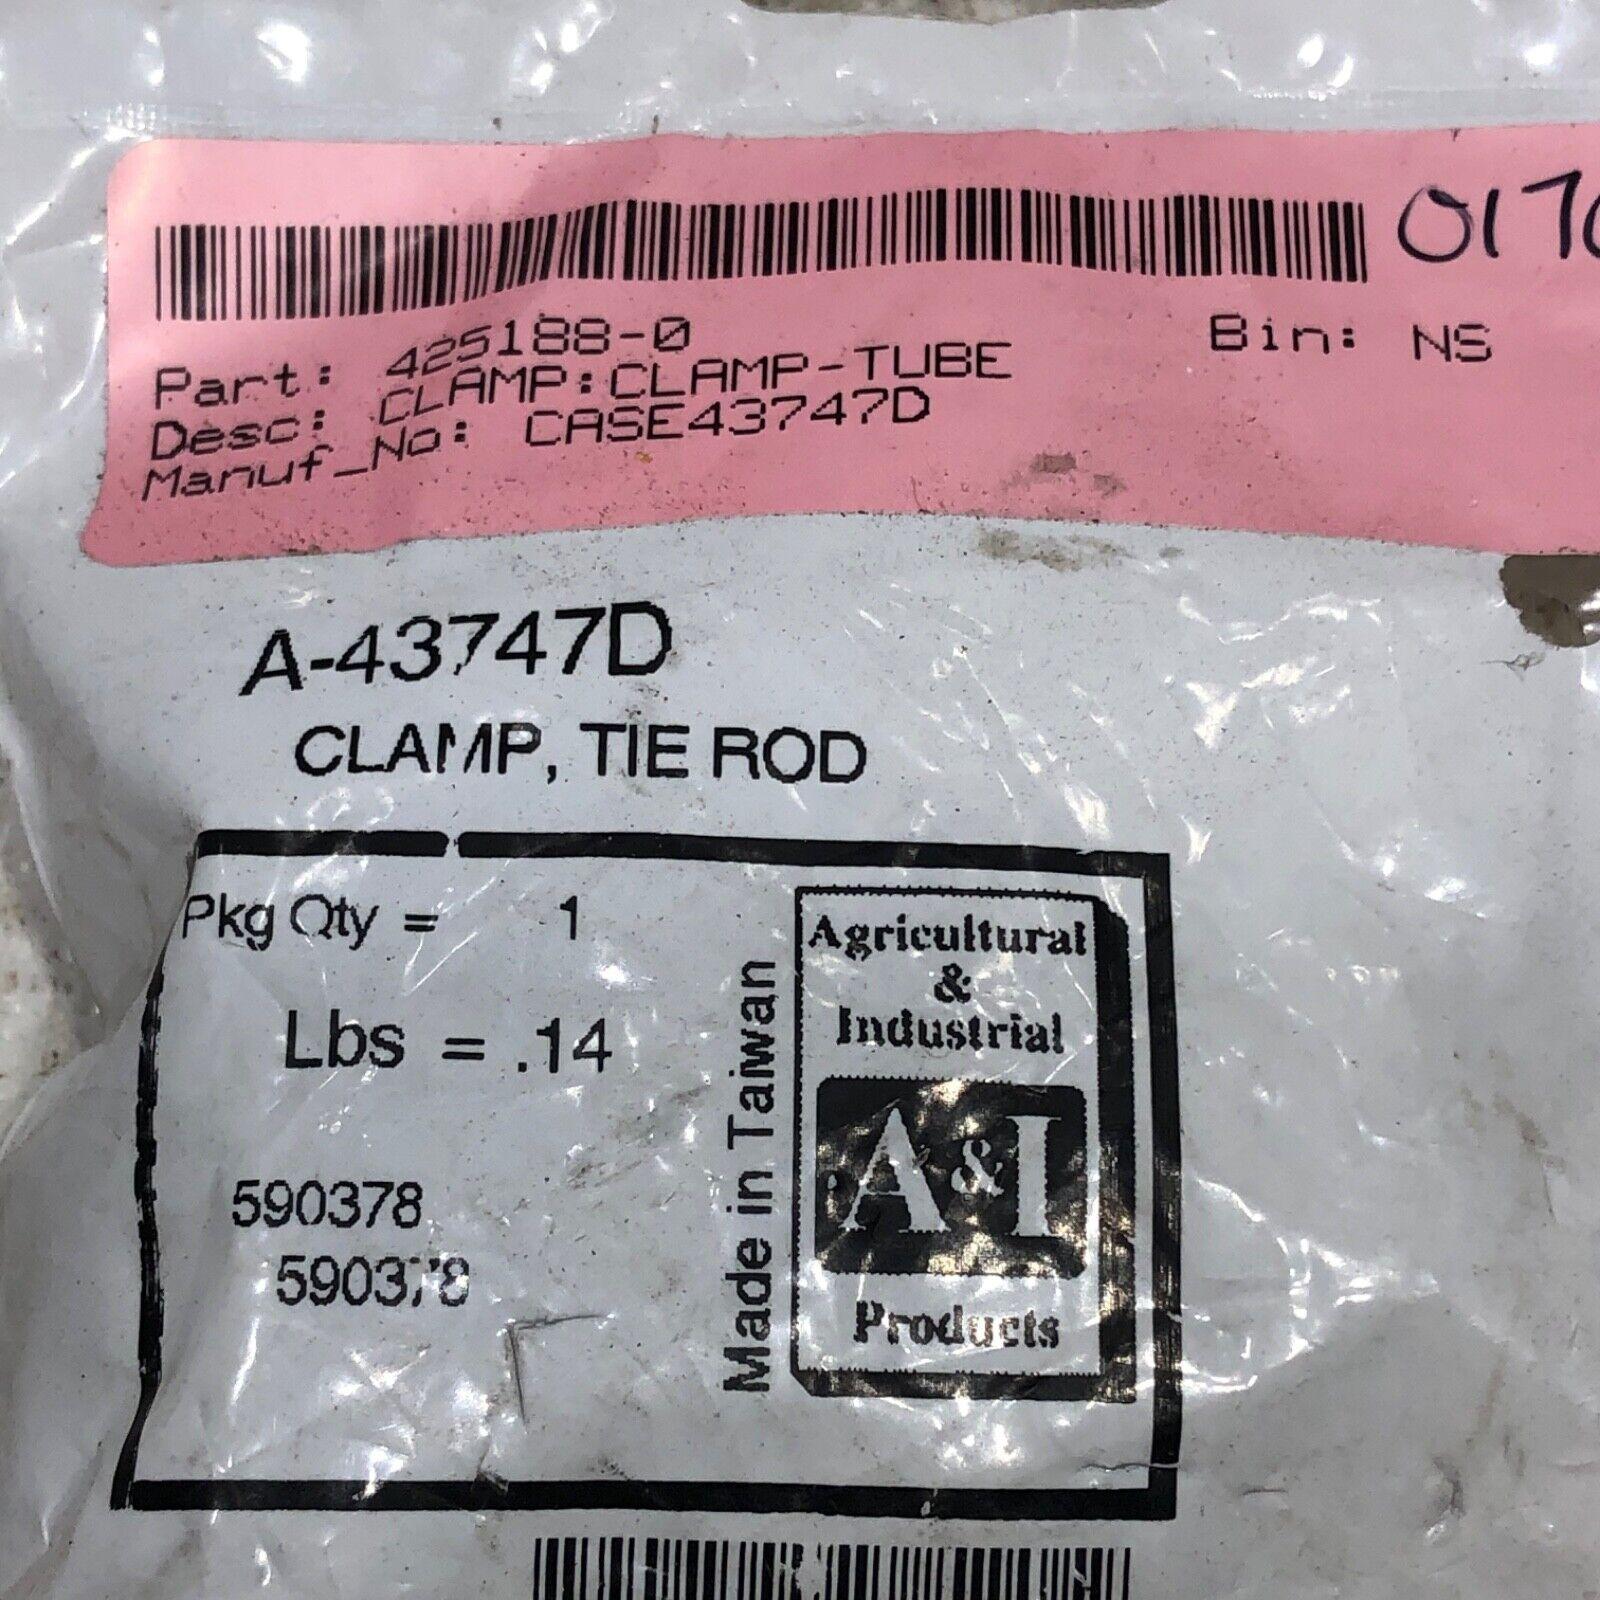 Part: 425188-0 Bin: NS
Desc: CLAMP:CLAMP-TUBE
Manuf_No: CASE43747D
A-43747D
CLAMP, TIE ROD
Pkg Qty = 1
Lbs = .14
590378
590378
Made in Taiwan
Agricultural
&
Industrial
A&I
Products